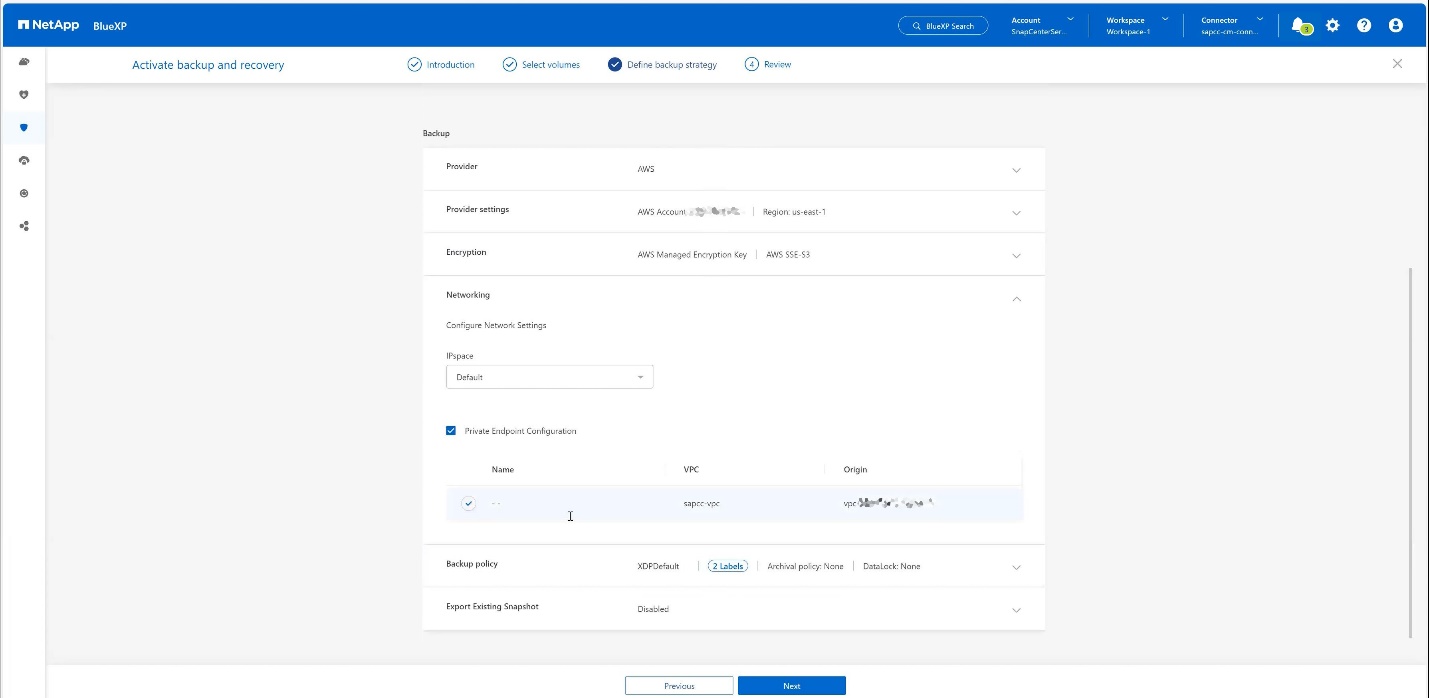 NetApp BlueXP
BlueXP Search
Account
SnapCenterSer...
Workspace
Workspace-1
Connector
sapcc-cm-conn...
3
Activate backup and recovery
Introduction
Select volumes
Define backup strategy
4 Review
Backup
Provider AWS
Provider settings AWS Account Region: us-east-1
Encryption AWS Managed Encryption Key AWS SSE-S3
Networking
Configure Network Settings
IPspace
Default
Private Endpoint Configuration
Name VPC Origin
- - sapcc-vpc vpc-
Backup policy XDPDefault 2 Labels Archival policy: None DataLock: None
Export Existing Snapshot Disabled
Previous Next